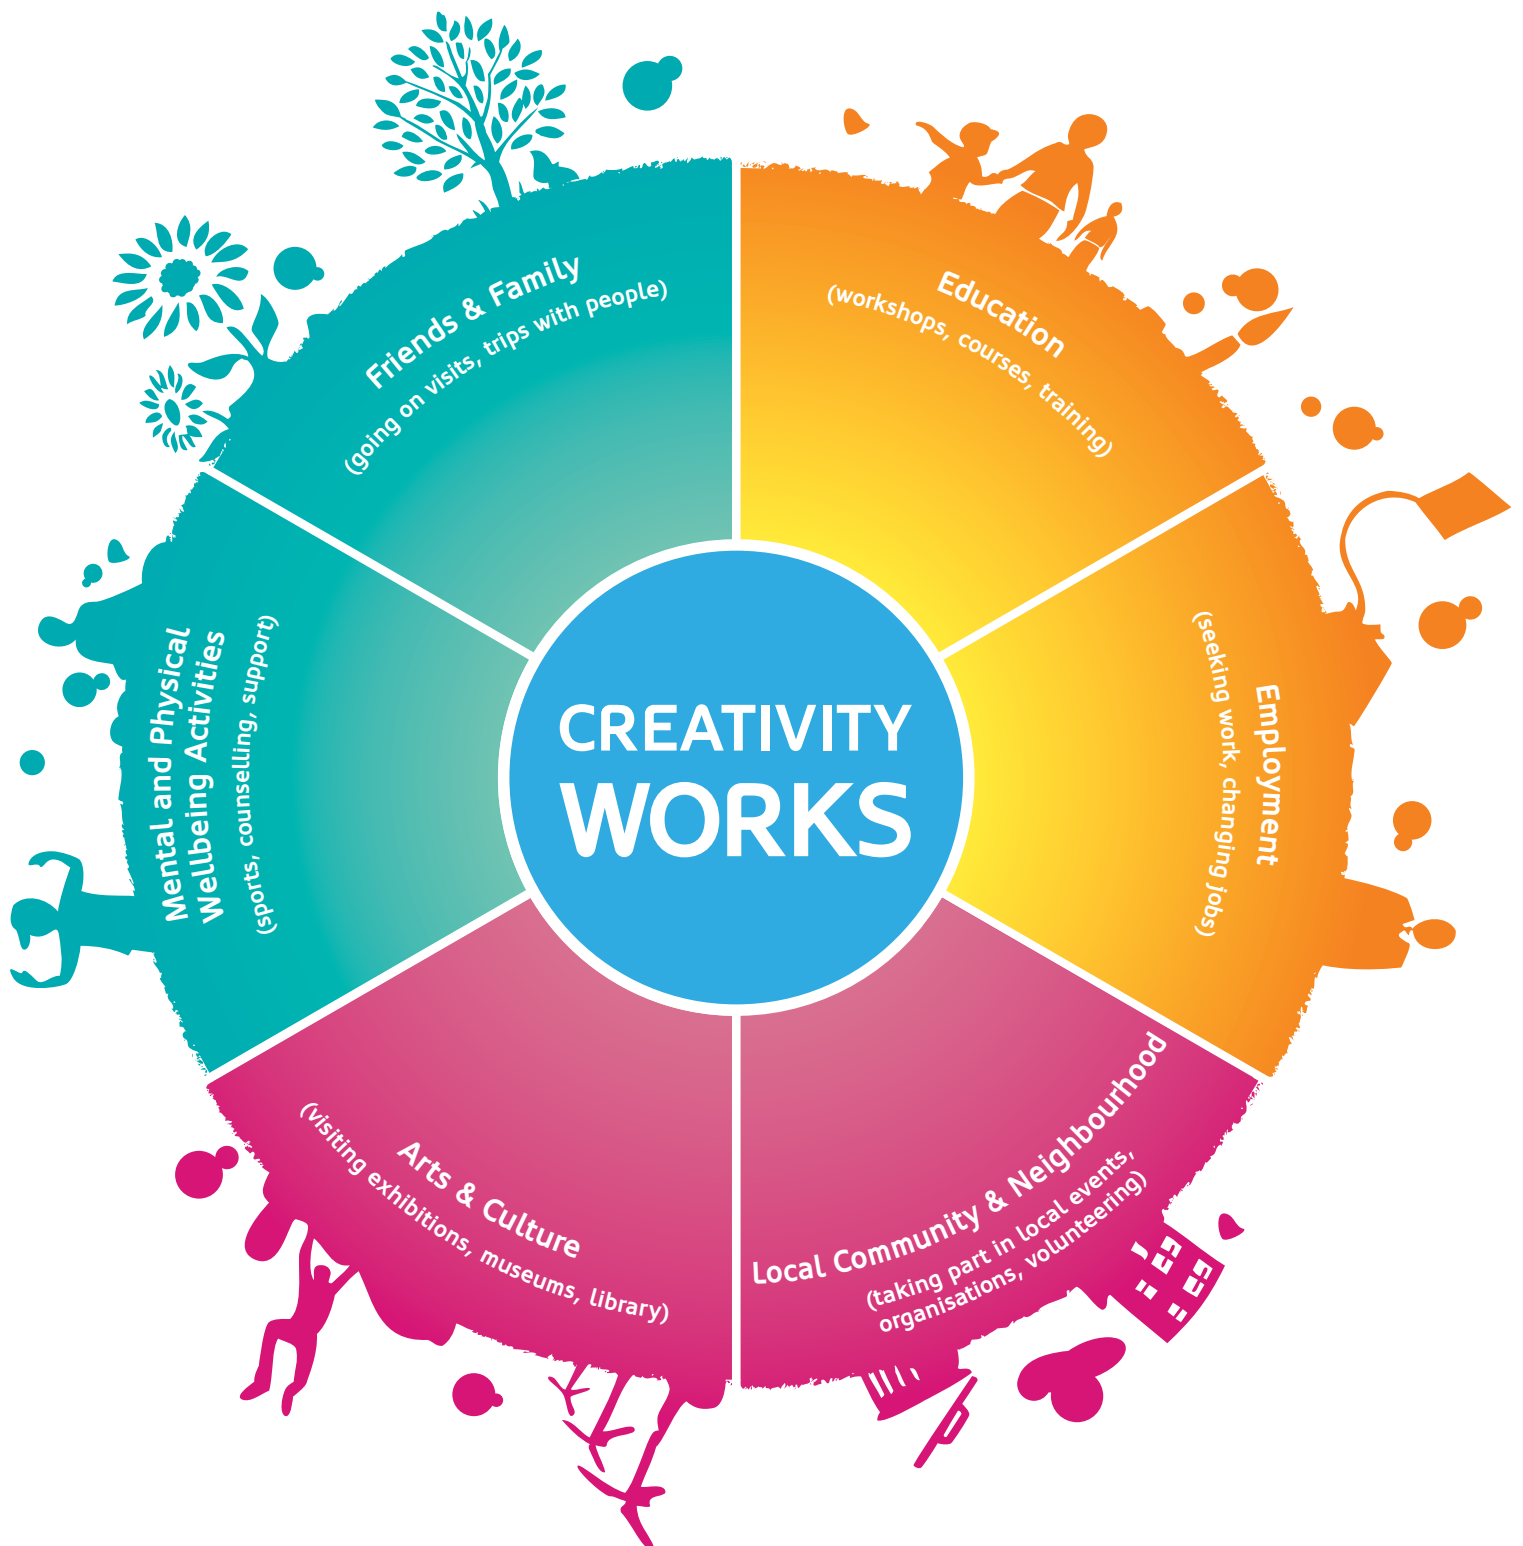 CREATIVITY
WORKS
Education
(workshops, courses, training)
Employment
(seeking work, changing jobs)
Local Community & Neighbourhood
(taking part in local events,
organisations, volunteering)
Arts & Culture
(visiting exhibitions, museums, library)
Mental and Physical
Wellbeing Activities
(sports, counselling, support)
Friends & Family
(going on visits, trips with people)